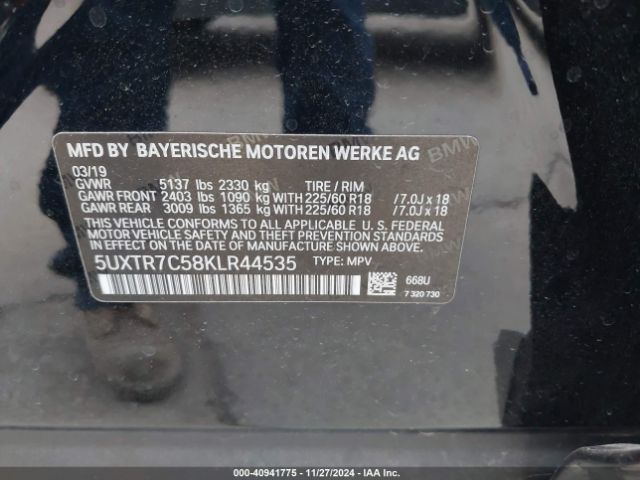 MFD BY BAYERISCHE MOTOREN WERKE AG
03/19
GVWR 5137 lbs 2330 kg TIRE / RIM
GAWR FRONT 2403 lbs 1090 kg WITH 225/60 R18 /7.0J x 18
GAWR REAR 3009 lbs 1365 kg WITH 225/60 R18 /7.0J x 18
THIS VEHICLE CONFORMS TO ALL APPLICABLE U. S. FEDERAL
MOTOR VEHICLE SAFETY, BUMPER, AND THEFT PREVENTION
STANDARDS IN EFFECT ON THE DATE OF MANUFACTURE SHOWN ABOVE.
5UXTR7C58KLR44535 TYPE: MPV
668U
7 320 730
000-40941775 - 11/27/2024 - IAA Inc.